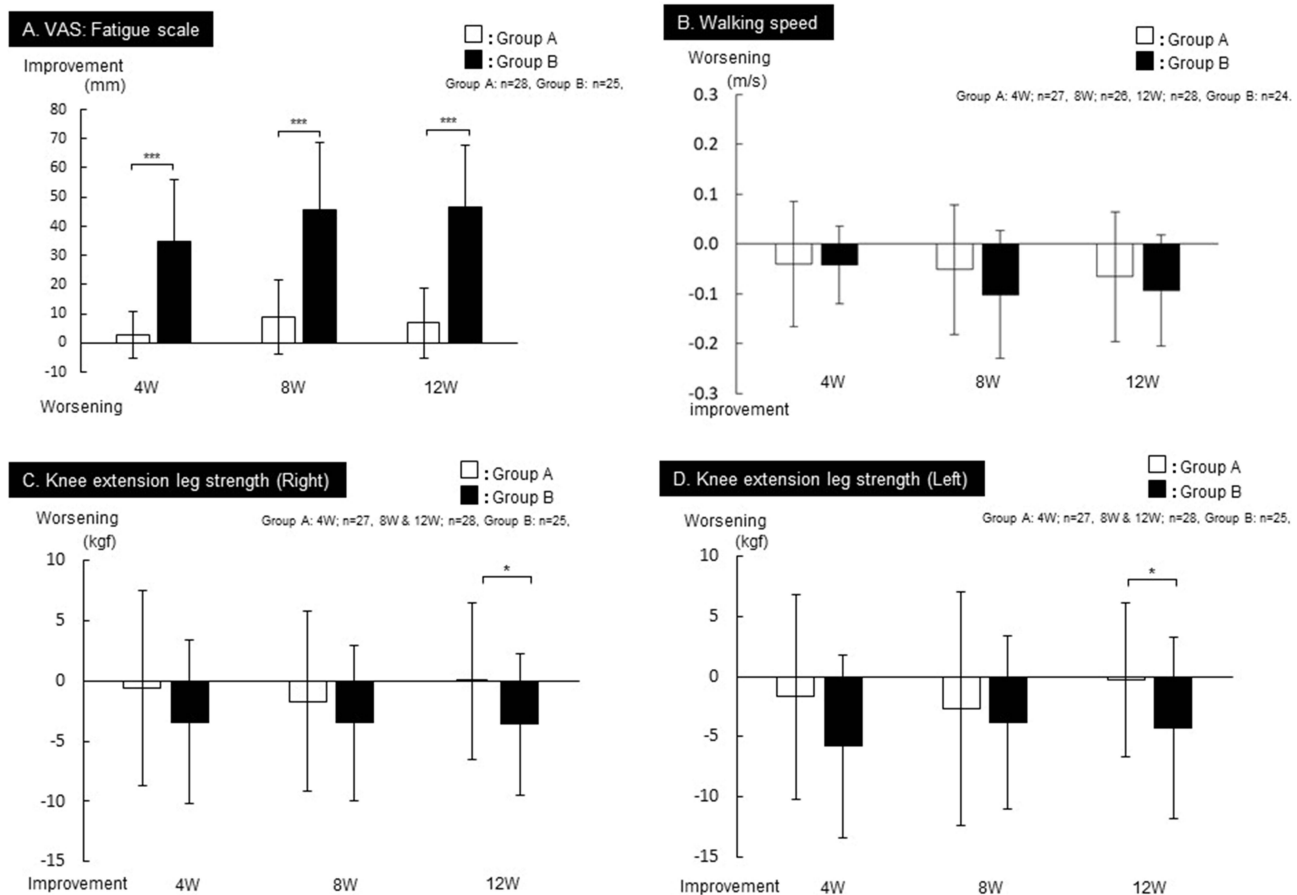 A. VAS: Fatigue scale
: Group A
: Group B
Group A: n=28, Group B: n=25,
Improvement
(mm)
80
70
60
50
40
30
20
10
0
-10
***
***
***
4W
8W
12W
Worsening
B. Walking speed
: Group A
: Group B
Group A: 4W; n=27, 8W; n=26, 12W; n=28, Group B: n=24.
Worsening
(m/s)
0.3
0.2
0.1
0.0
-0.1
-0.2
-0.3
4W
8W
12W
improvement
C. Knee extension leg strength (Right)
: Group A
: Group B
Group A: 4W; n=27, 8W & 12W; n=28, Group B: n=25,
Worsening
(kgf)
10
5
0
-5
-10
-15
*
Improvement
4W
8W
12W
D. Knee extension leg strength (Left)
: Group A
: Group B
Group A: 4W; n=27, 8W & 12W; n=28, Group B: n=25,
Worsening
(kgf)
10
5
0
-5
-10
-15
*
Improvement
4W
8W
12W